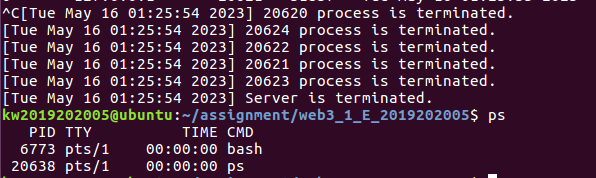 ^C[Tue May 16 01:25:54 2023] 20620 process is terminated.
[Tue May 16 01:25:54 2023] 20624 process is terminated.
[Tue May 16 01:25:54 2023] 20622 process is terminated.
[Tue May 16 01:25:54 2023] 20621 process is terminated.
[Tue May 16 01:25:54 2023] 20623 process is terminated.
[Tue May 16 01:25:54 2023] Server is terminated.
kw2019202005@ubuntu:~/assignment/web3_1_E_2019202005$ ps
PID TTY TIME CMD
6773 pts/1 00:00:00 bash
20638 pts/1 00:00:00 ps